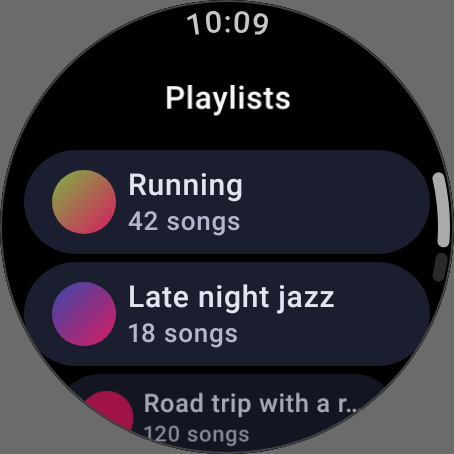 10:09
Playlists
Running
42 songs
Late night jazz
18 songs
Road trip with a r..
120 songs